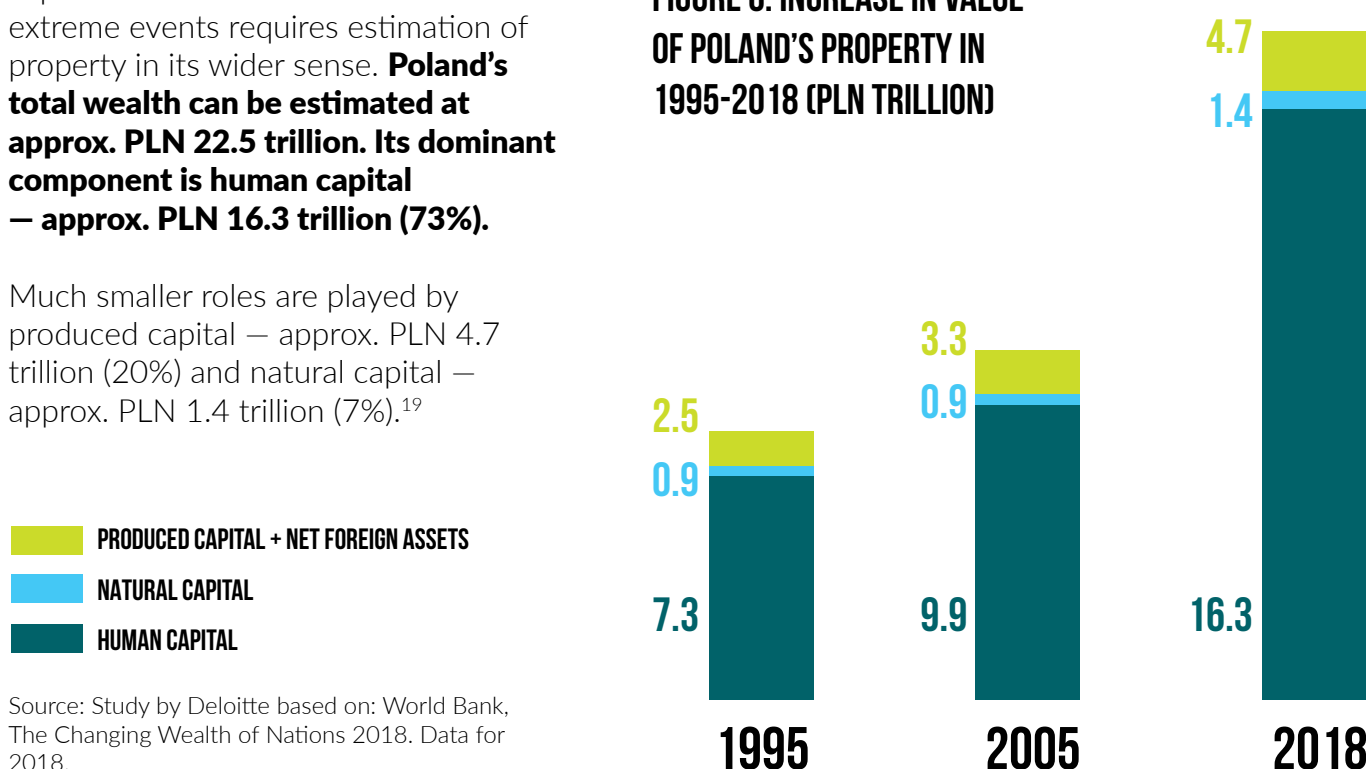 extreme events requires estimation of
property in its wider sense. Poland’s
total wealth can be estimated at
approx. PLN 22.5 trillion. Its dominant
component is human capital
— approx. PLN 16.3 trillion (73%).
Much smaller roles are played by
produced capital — approx. PLN 4.7
trillion (20%) and natural capital —
approx. PLN 1.4 trillion (7%).19
PRODUCED CAPITAL + NET FOREIGN ASSETS
NATURAL CAPITAL
HUMAN CAPITAL
Source: Study by Deloitte based on: World Bank,
The Changing Wealth of Nations 2018. Data for
2018.
INCREASE IN VALUE
OF POLAND’S PROPERTY IN
1995-2018 (PLN TRILLION)
2.5
0.9
7.3
1995
3.3
0.9
9.9
2005
4.7
1.4
16.3
2018